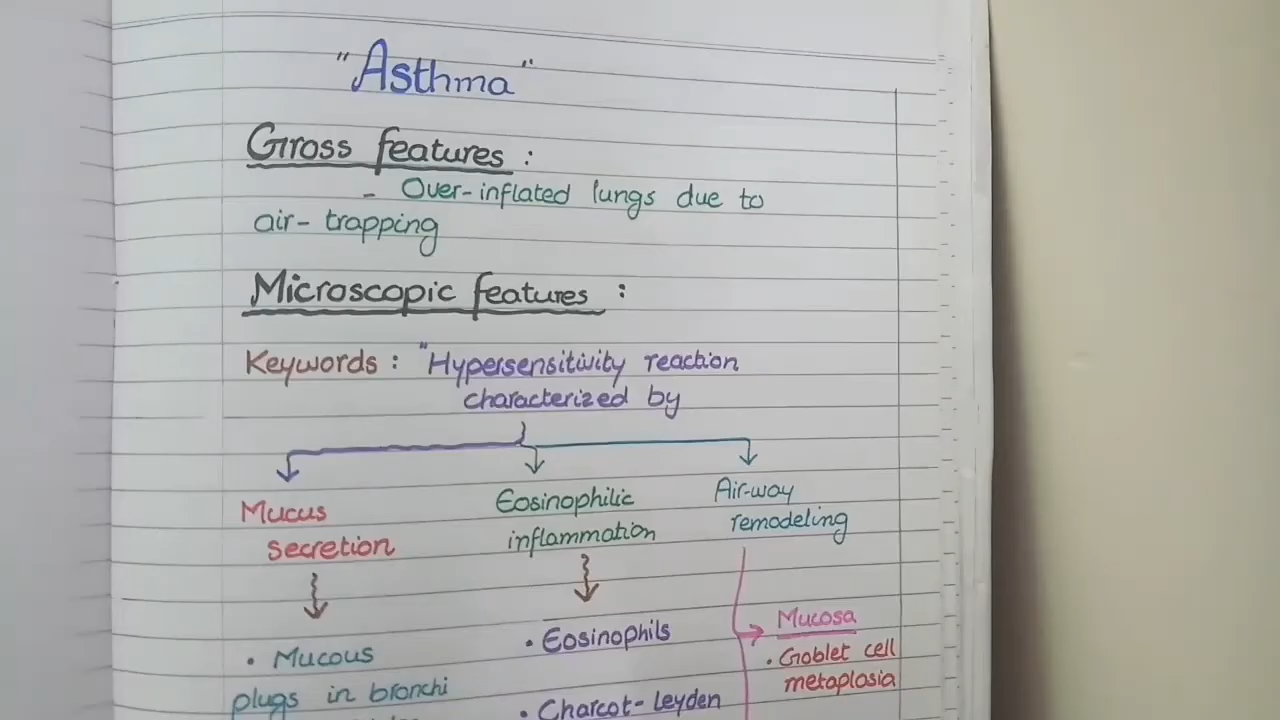 "Asthma"
Gross features :
- Over-inflated lungs due to
air- trapping
Microscopic features :
Keywords : "Hypersensitivity reaction
characterized by
Mucus
secretion
Eosinophilic
inflammation
Air-way
remodeling
• Mucous
plugs in bronchi
• Eosinophils
• Charcot-leyden
Mucosa
• Goblet cell
metaplasia